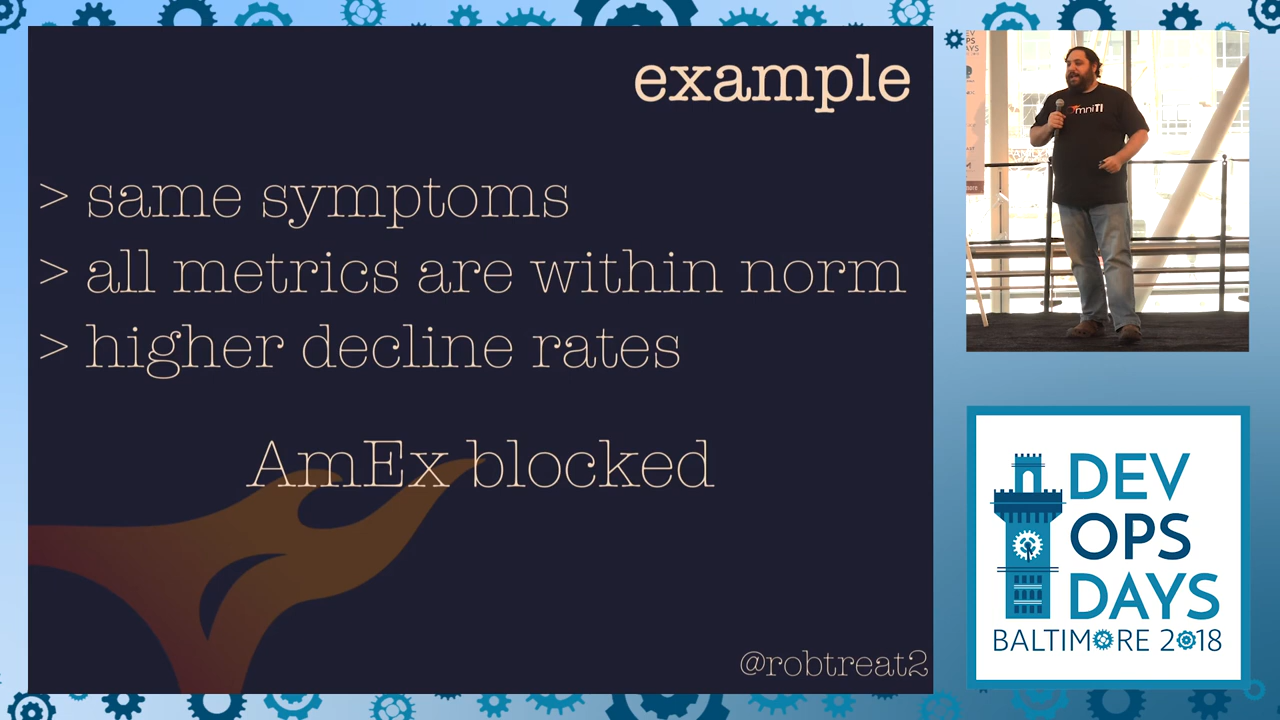 example
> same symptoms
> all metrics are within norm
> higher decline rates
AmEx blocked
@robtreat2
OmniTI
DEV
OPS
DAYS
BALTIMORE 2018